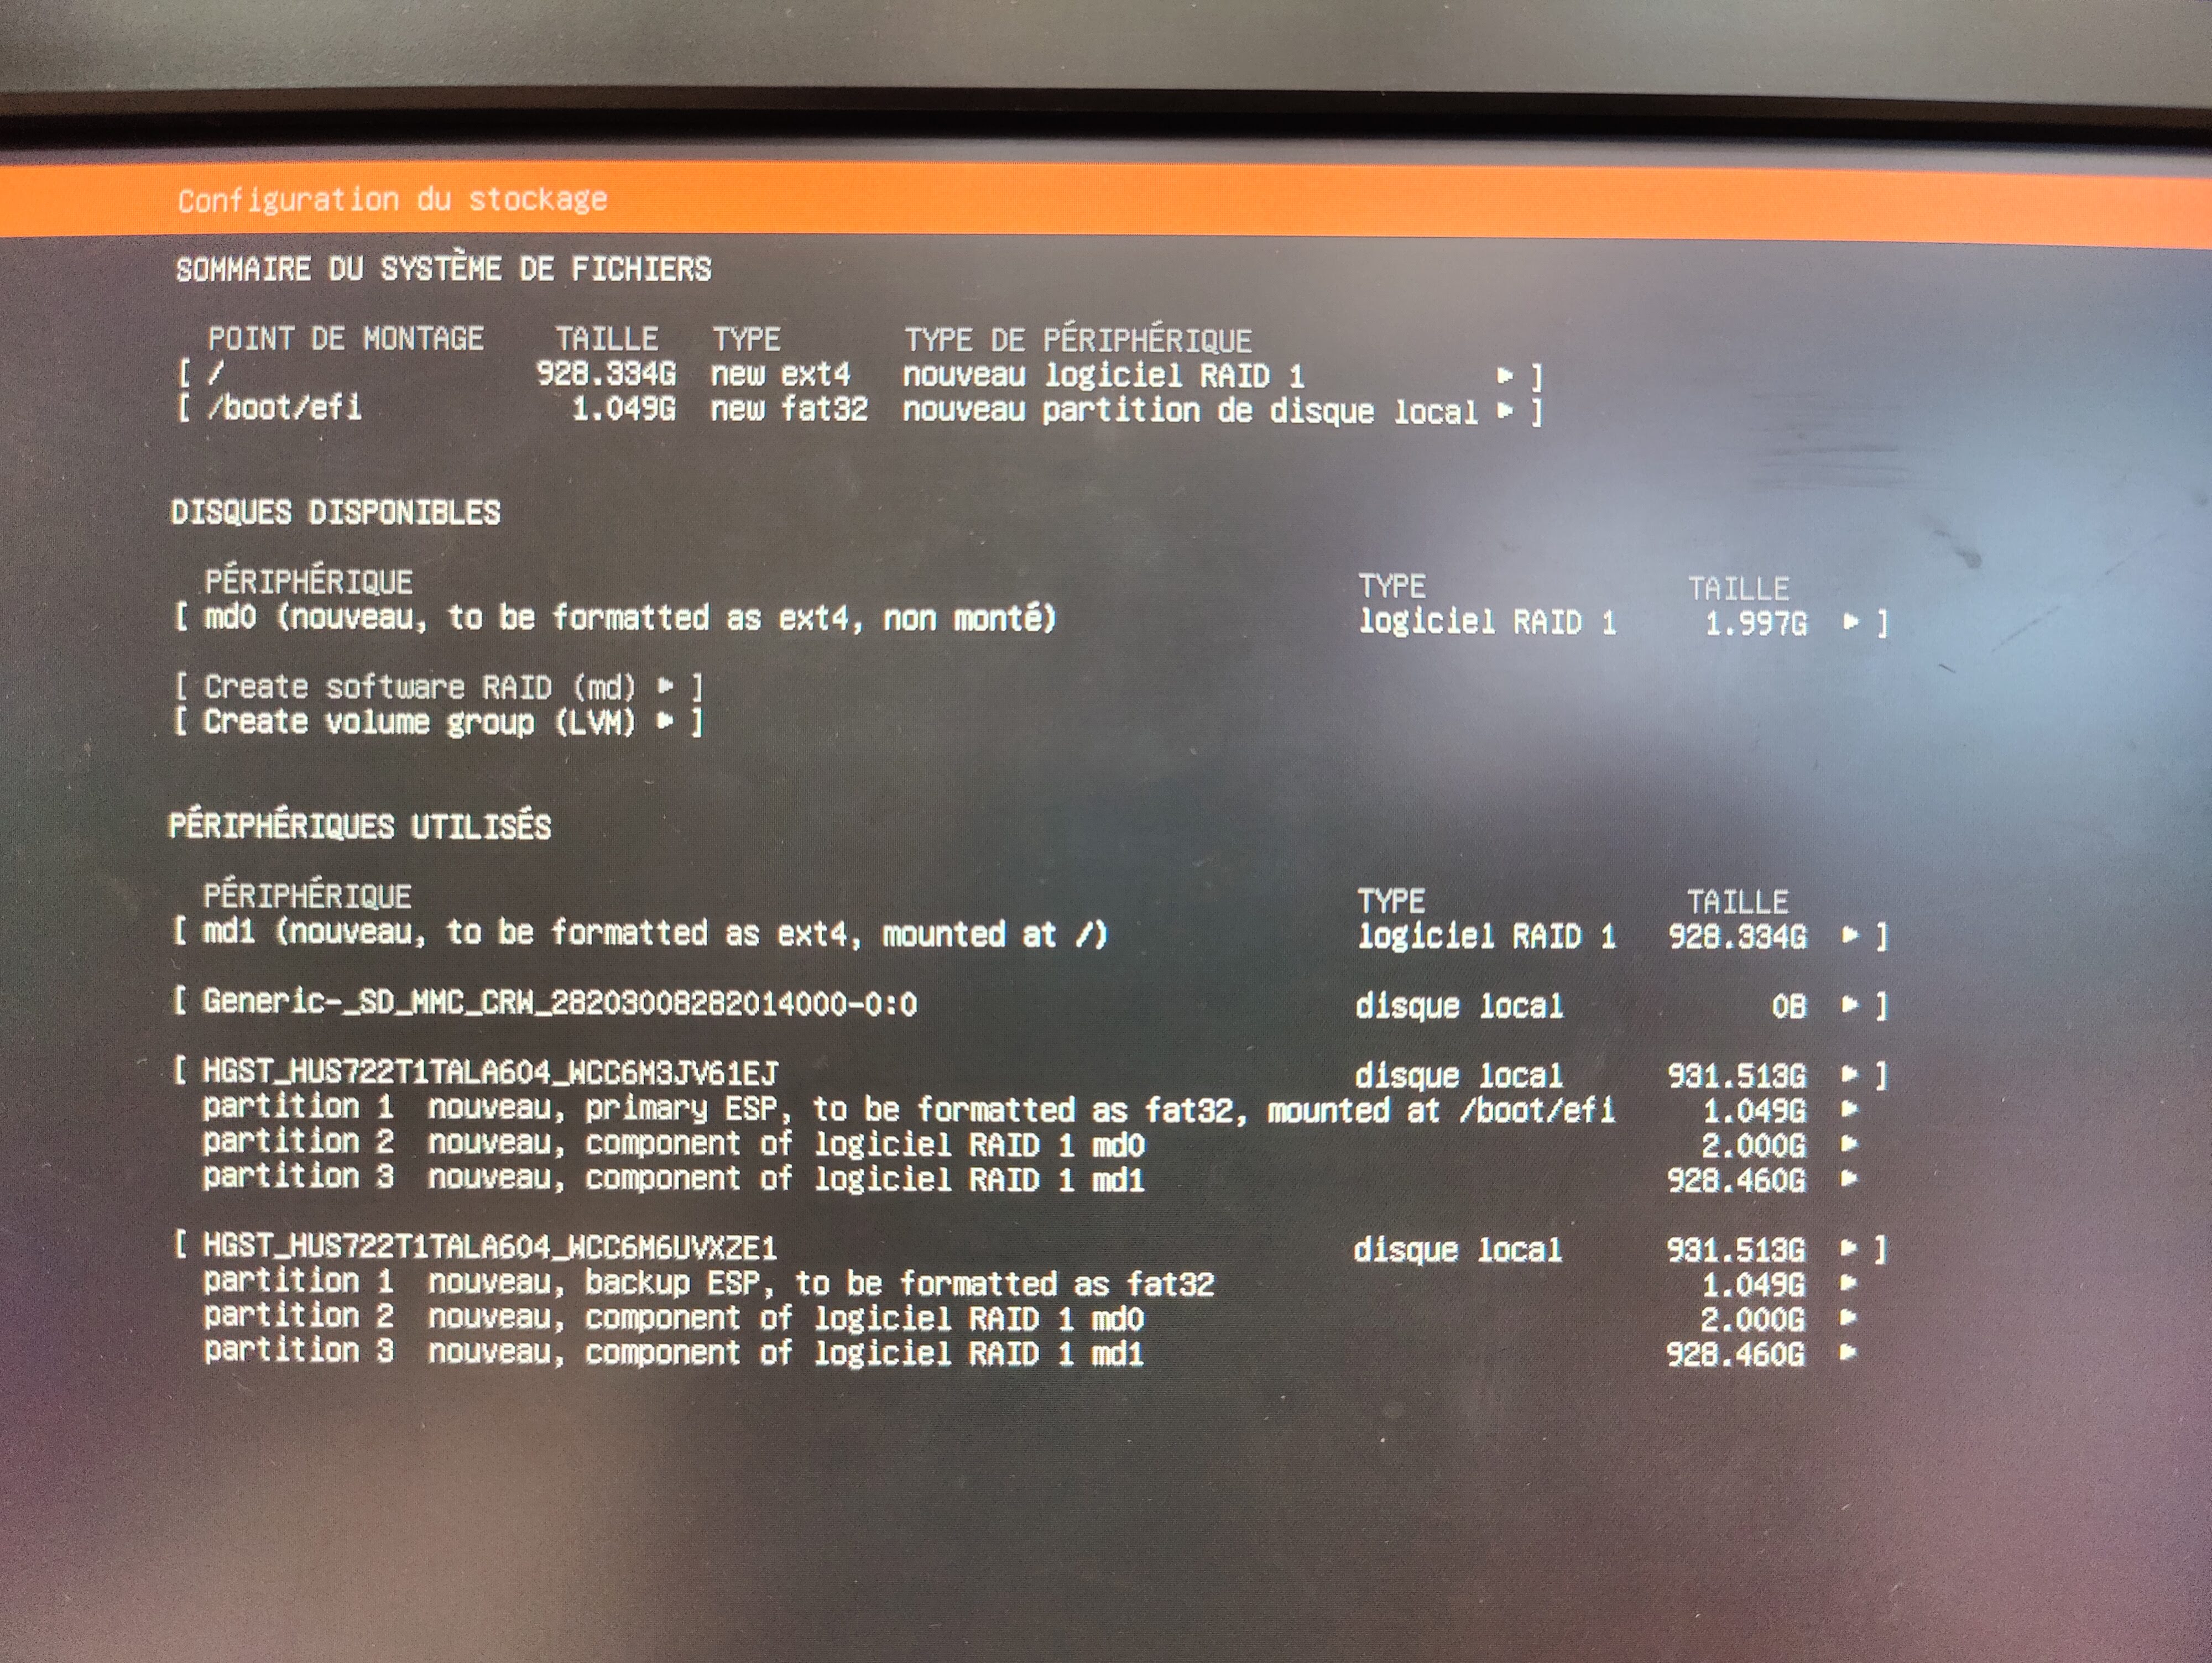 Configuration du stockage
SOMMAIRE DU SYSTÈME DE FICHIERS
POINT DE MONTAGE TAILLE TYPE TYPE DE PÉRIPHÉRIQUE
[ / 928.334G new ext4 nouveau logiciel RAID 1 ▸ ]
[ /boot/efi 1.049G new fat32 nouveau partition de disque local ▸ ]
DISQUES DISPONIBLES
PÉRIPHÉRIQUE TYPE TAILLE
[ md0 (nouveau, to be formatted as ext4, non monté) logiciel RAID 1 1.997G ▸ ]
[ Create software RAID (md) ▸ ]
[ Create volume group (LVM) ▸ ]
PÉRIPHÉRIQUES UTILISÉS
PÉRIPHÉRIQUE TYPE TAILLE
[ md1 (nouveau, to be formatted as ext4, mounted at /) logiciel RAID 1 928.334G ▸ ]
[ Generic-_SD_MMC_CRW_28203008282014000-0:0 disque local 0B ▸ ]
[ HGST_HUS722T1TALA604_WCC6M3JV61EJ disque local 931.513G ▸ ]
partition 1 nouveau, primary ESP, to be formatted as fat32, mounted at /boot/efi 1.049G ▸
partition 2 nouveau, component of logiciel RAID 1 md0 2.000G ▸
partition 3 nouveau, component of logiciel RAID 1 md1 928.460G ▸
[ HGST_HUS722T1TALA604_WCC6M6UVXZE1 disque local 931.513G ▸ ]
partition 1 nouveau, backup ESP, to be formatted as fat32 1.049G ▸
partition 2 nouveau, component of logiciel RAID 1 md0 2.000G ▸
partition 3 nouveau, component of logiciel RAID 1 md1 928.460G ▸